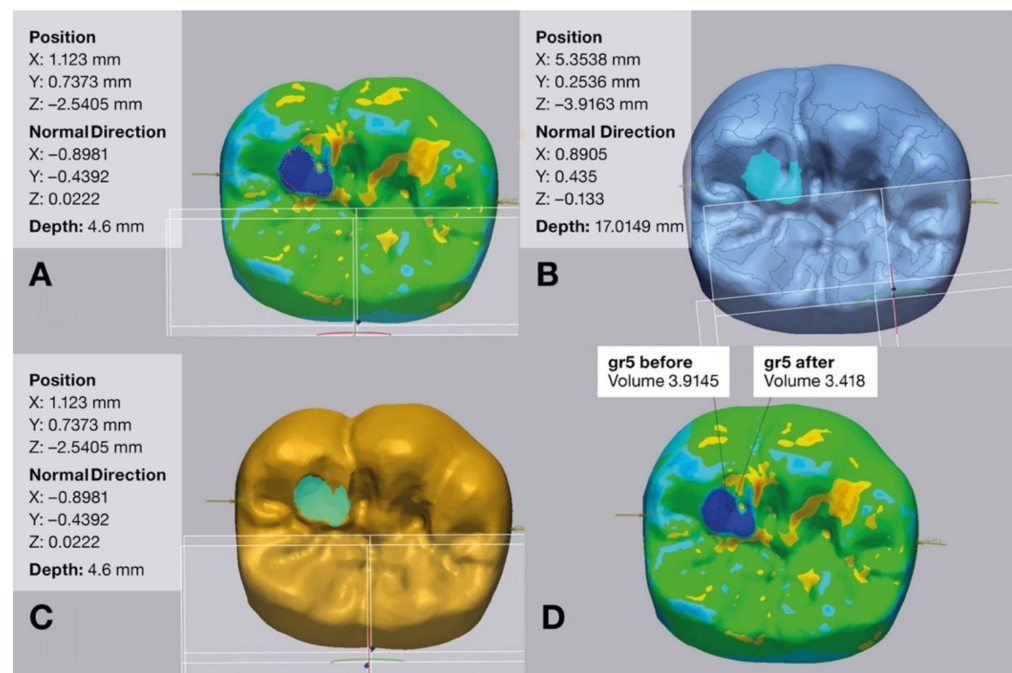 Position
X: 1.123 mm
Y: 0.7373 mm
Z: –2.5405 mm
Normal Direction
X: –0.8981
Y: –0.4392
Z: 0.0222
Depth: 4.6 mm
A
Position
X: 5.3538 mm
Y: 0.2536 mm
Z: –3.9163 mm
Normal Direction
X: 0.8905
Y: 0.435
Z: –0.133
Depth: 17.0149 mm
B
Position
X: 1.123 mm
Y: 0.7373 mm
Z: –2.5405 mm
Normal Direction
X: –0.8981
Y: –0.4392
Z: 0.0222
Depth: 4.6 mm
C
gr5 before
Volume 3.9145
gr5 after
Volume 3.418
D